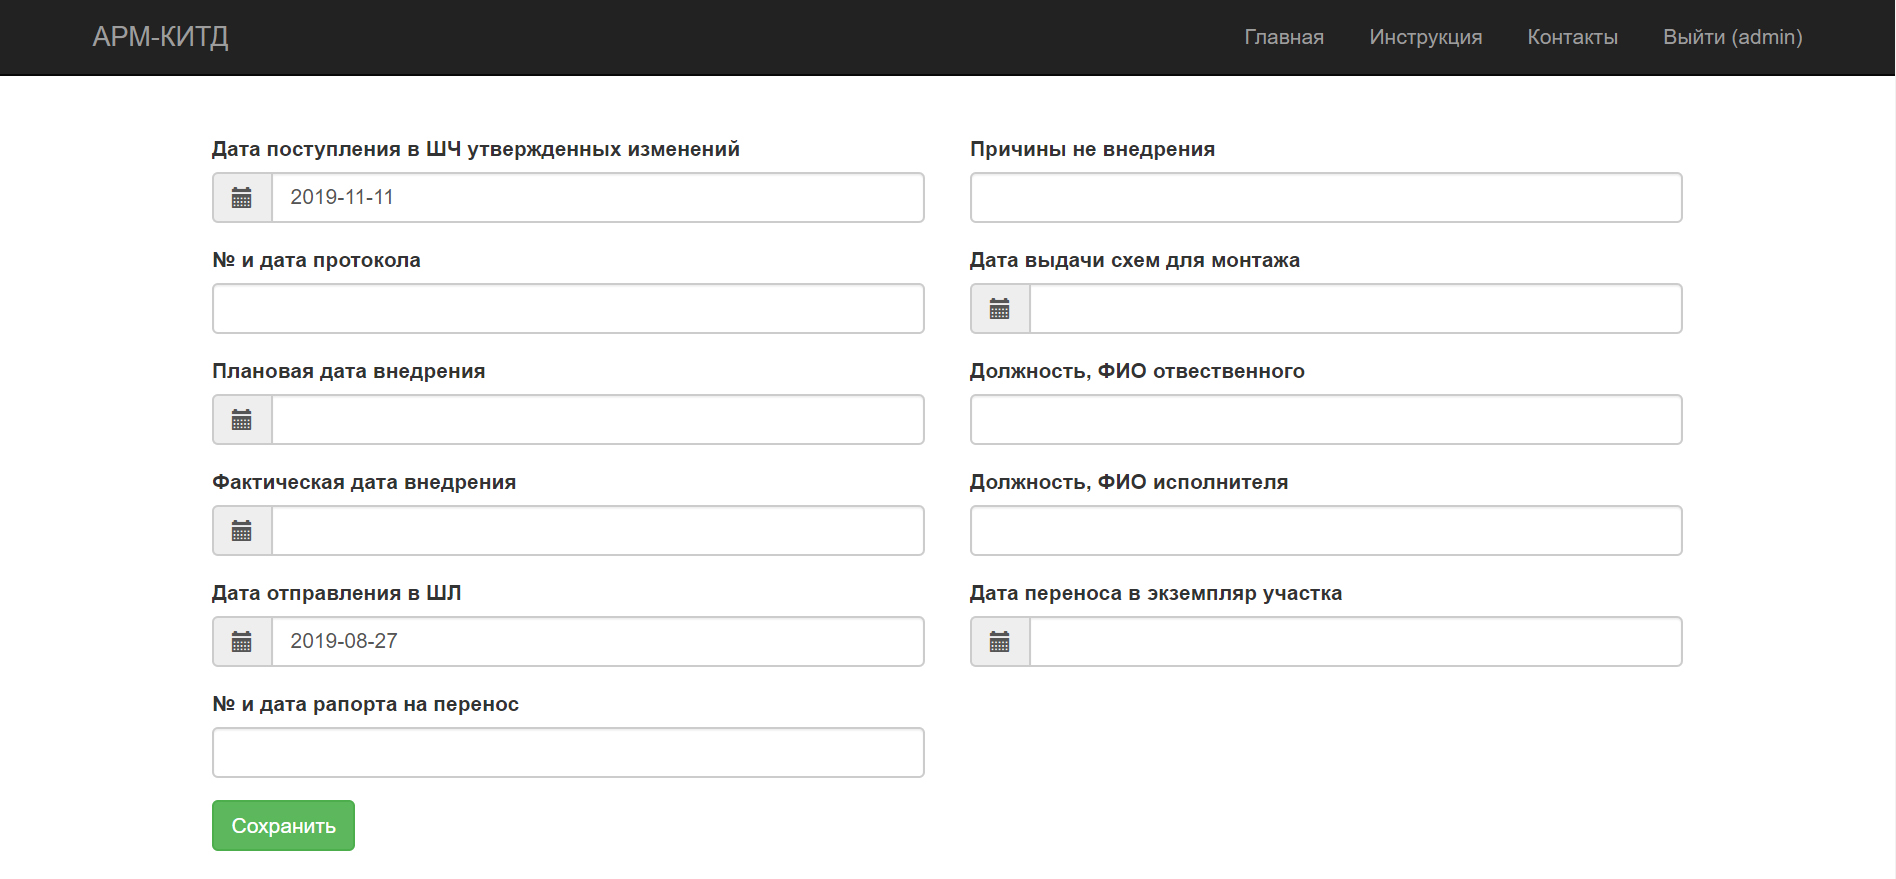 АРМ-КИТД
Главная
Инструкция
Контакты
Выйти (admin)
Дата поступления в ШЧ утвержденных изменений
2019-11-11
№ и дата протокола
Плановая дата внедрения
Фактическая дата внедрения
Дата отправления в ШЛ
2019-08-27
№ и дата рапорта на перенос
Причины не внедрения
Дата выдачи схем для монтажа
Должность, ФИО отвественного
Должность, ФИО исполнителя
Дата переноса в экземпляр участка
Сохранить